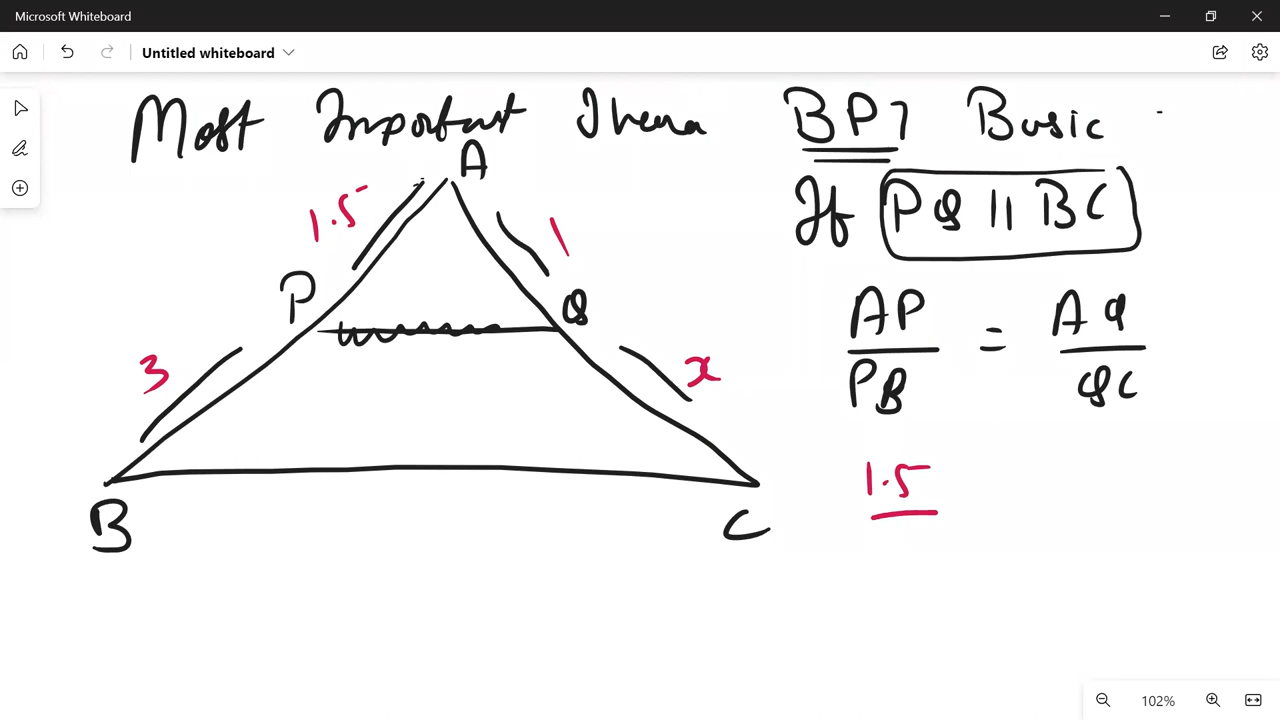 Microsoft Whiteboard
Untitled whiteboard
Most Important Theorem BPT Basic
A
If PQ || BC
1.5
1
P
Q
AP/PB = AQ/QC
3
x
1.5
B
C
102%